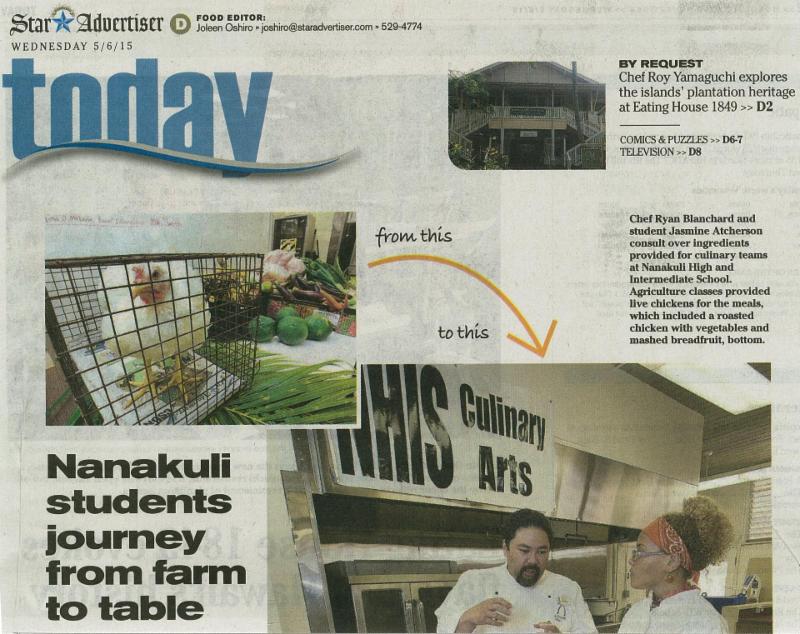 Star Advertiser
WEDNESDAY 5/6/15
D
FOOD EDITOR:
Joleen Oshiro • joshiro@staradvertiser.com • 529-4774
today
BY REQUEST
Chef Roy Yamaguchi explores
the islands' plantation heritage
at Eating House 1849 >> D2
COMICS & PUZZLES >> D6-7
TELEVISION >> D8
from this
to this
Chef Ryan Blanchard and
student Jasmine Atcherson
consult over ingredients
provided for culinary teams
at Nanakuli High and
Intermediate School.
Agriculture classes provided
live chickens for the meals,
which included a roasted
chicken with vegetables and
mashed breadfruit, bottom.
NHIS Culinary
Arts
Nanakuli
students
journey
from farm
to table